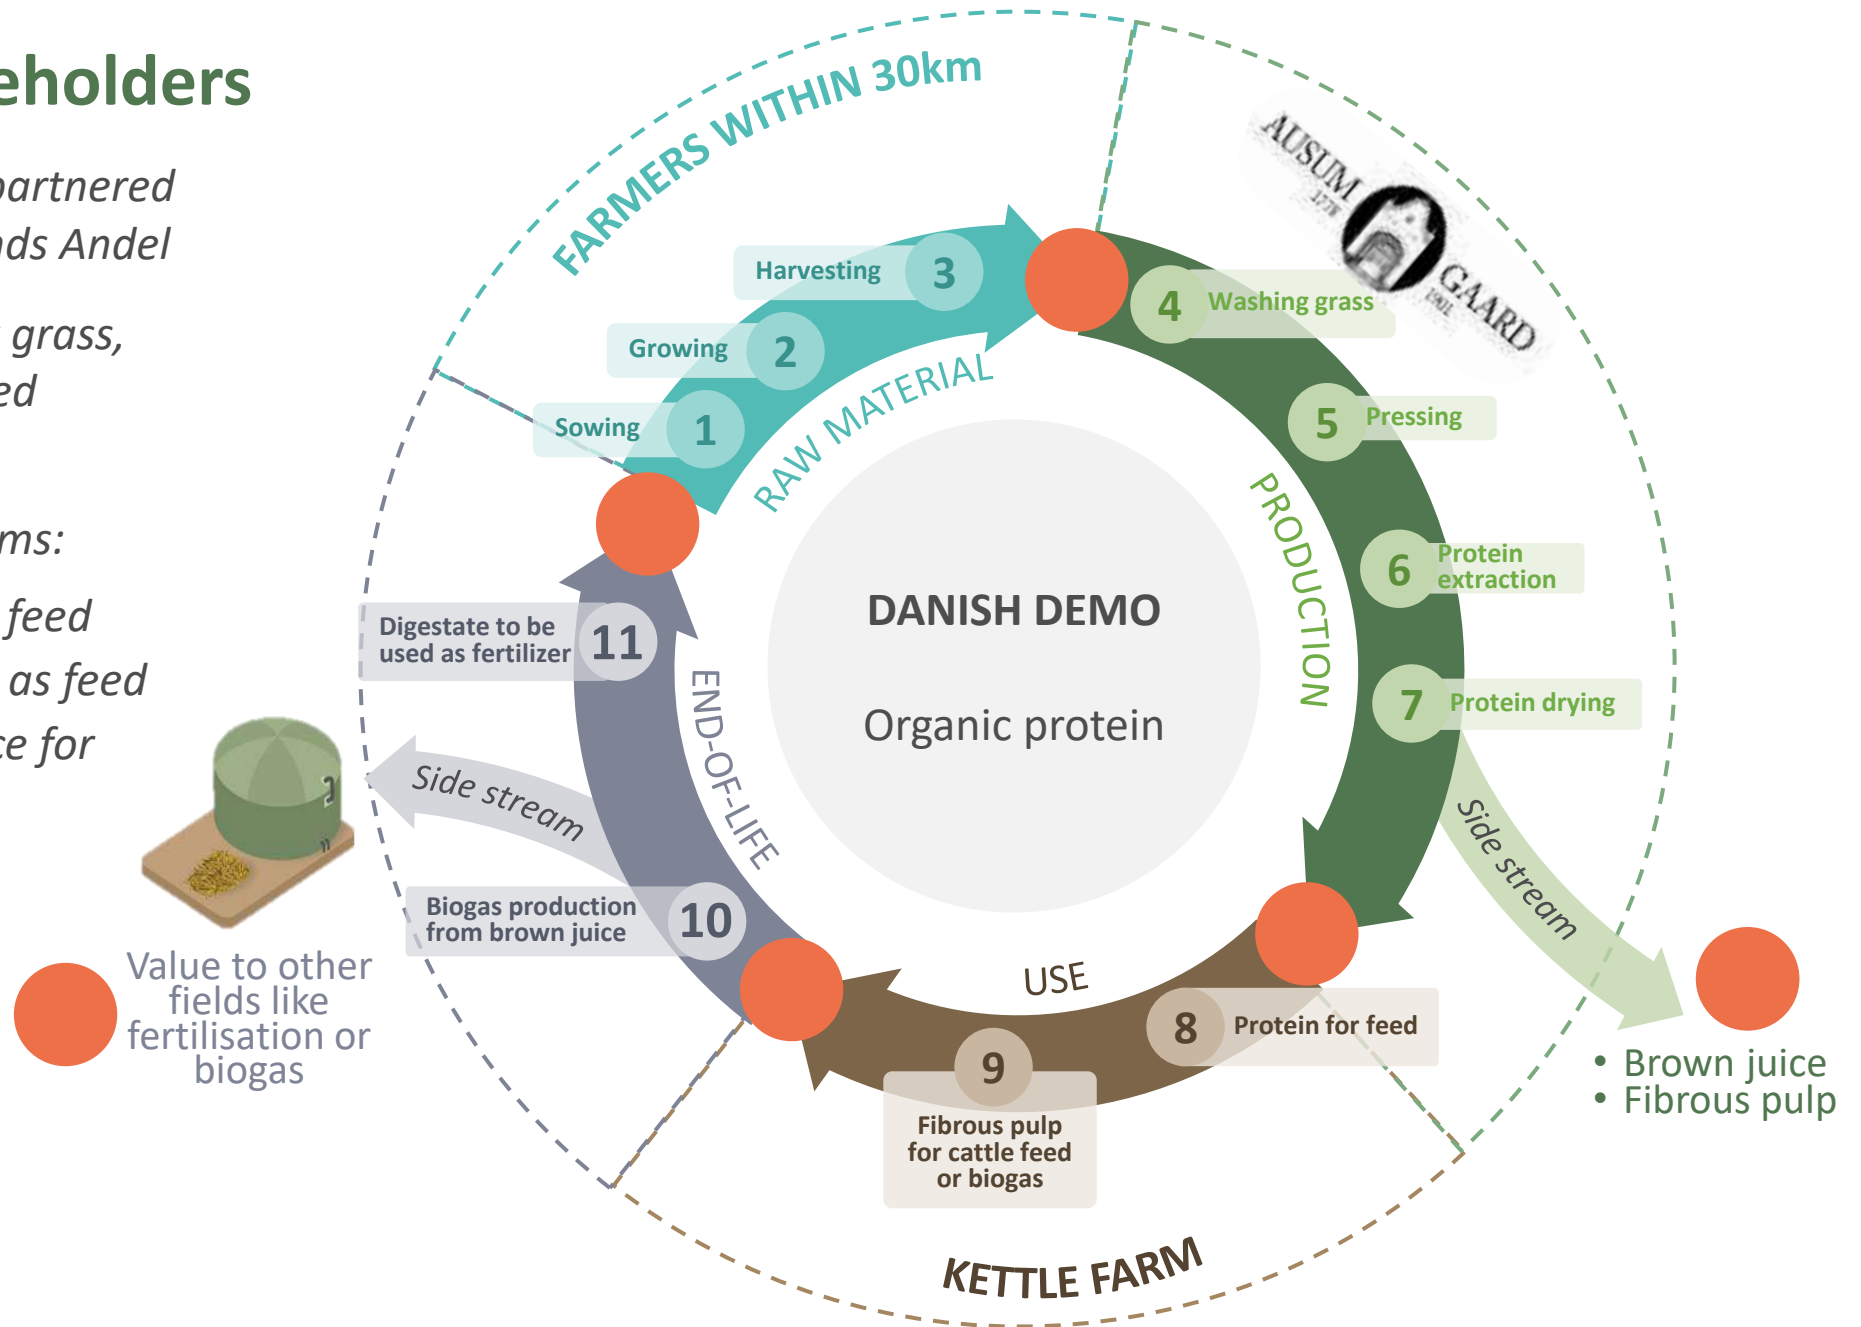 eholders
partnered
nds Andel
grass,
ed
ms:
feed
as feed
ce for
FARMERS WITHIN 30km
AUSUM
GAARD
1901
Harvesting
3
Growing
2
Sowing
1
RAW MATERIAL
4
Washing grass
5
Pressing
6
Protein
extraction
7
Protein drying
PRODUCTION
DANISH DEMO
Organic protein
Side stream
• Brown juice
• Fibrous pulp
USE
8
Protein for feed
9
Fibrous pulp
for cattle feed
or biogas
KETTLE FARM
END-OF-LIFE
Biogas production
from brown juice
10
Side stream
Digestate to be
used as fertilizer
11
Value to other
fields like
fertilisation or
biogas